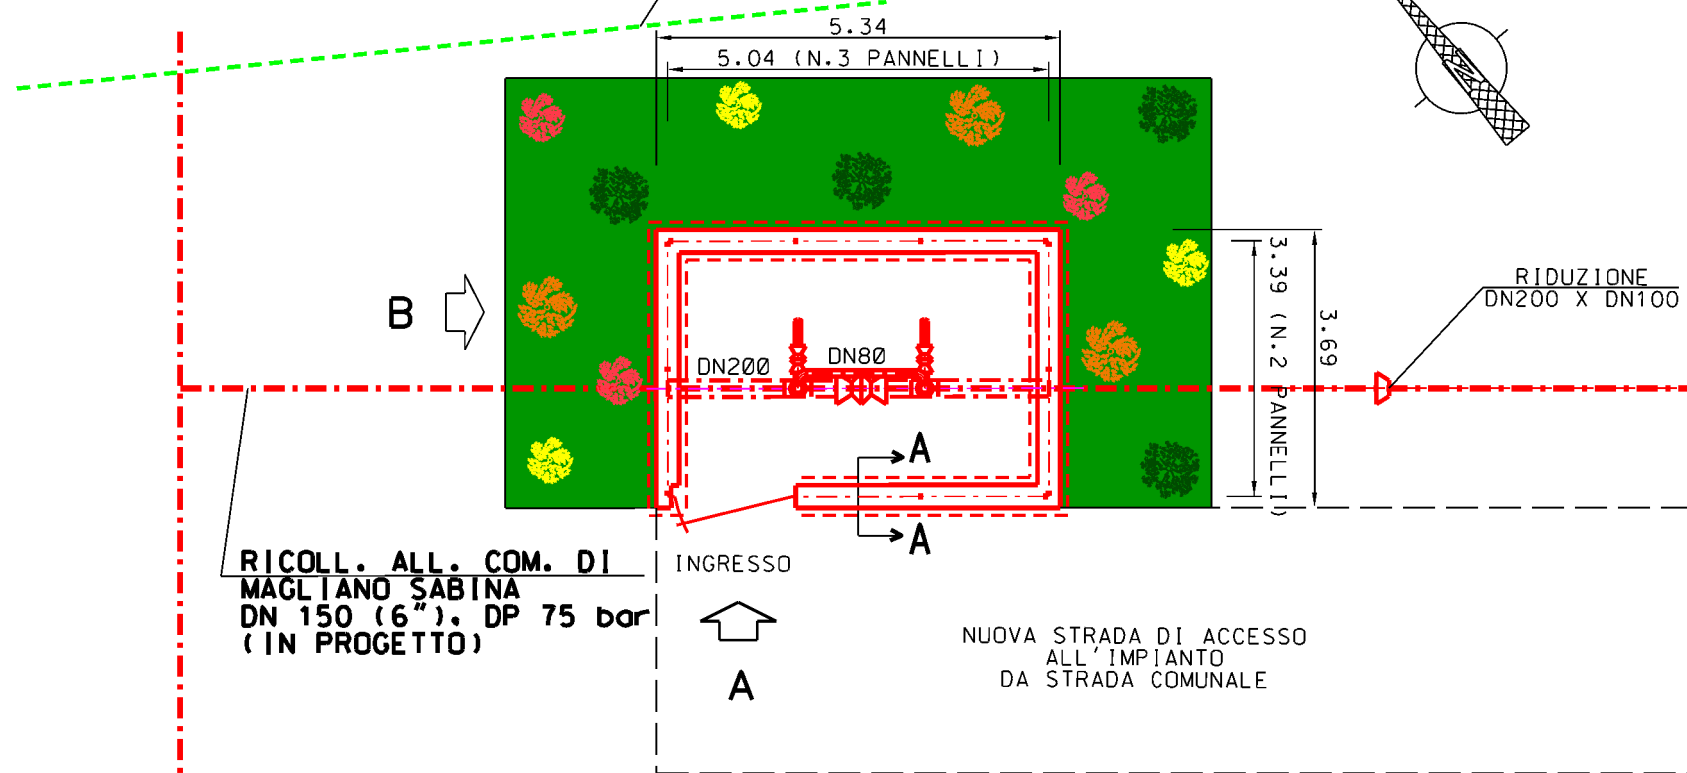 5.34
5.04 (N.3 PANNELLI)
N
B
3.39 (N.2 PANNELLI)
3.69
RIDUZIONE
DN200 X DN100
DN200
DN80
A
A
RICOLL. ALL. COM. DI
MAGLIANO SABINA
DN 150 (6"), DP 75 bar
(IN PROGETTO)
INGRESSO
A
NUOVA STRADA DI ACCESSO
ALL'IMPIANTO
DA STRADA COMUNALE